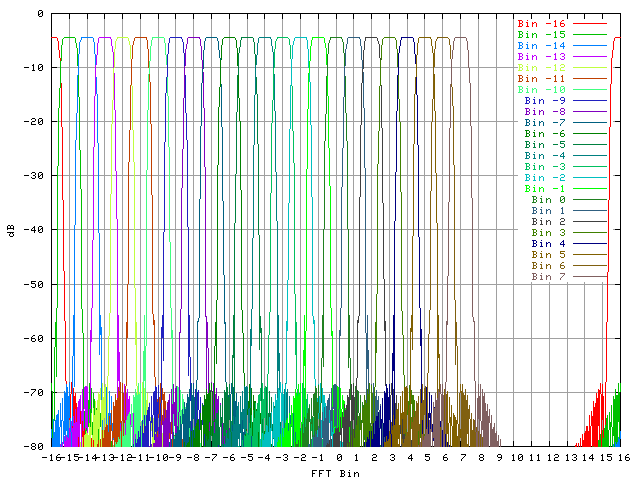 0
-10
-20
-30
-40
-50
-60
-70
-80
dB
Bin -16
Bin -15
Bin -14
Bin -13
Bin -12
Bin -11
Bin -10
Bin -9
Bin -8
Bin -7
Bin -6
Bin -5
Bin -4
Bin -3
Bin -2
Bin -1
Bin 0
Bin 1
Bin 2
Bin 3
Bin 4
Bin 5
Bin 6
Bin 7
-16 -15 -14 -13 -12 -11 -10 -9 -8 -7 -6 -5 -4 -3 -2 -1 0 1 2 3 4 5 6 7 8 9 10 11 12 13 14 15 16
FFT Bin